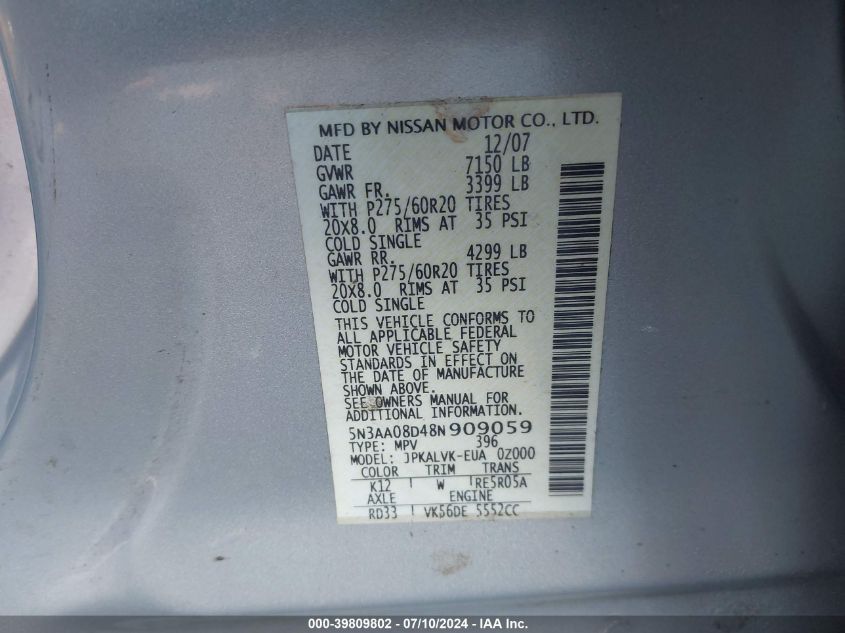 MFD BY NISSAN MOTOR CO., LTD.
DATE 12/07
GVWR 7150 LB
GAWR FR. 3399 LB
WITH P275/60R20 TIRES
20X8.0 RIMS AT 35 PSI
COLD SINGLE
GAWR RR. 4299 LB
WITH P275/60R20 TIRES
20X8.0 RIMS AT 35 PSI
COLD SINGLE
THIS VEHICLE CONFORMS TO
ALL APPLICABLE FEDERAL
MOTOR VEHICLE SAFETY
STANDARDS IN EFFECT ON
THE DATE OF MANUFACTURE
SHOWN ABOVE.
SEE OWNERS MANUAL FOR
ADDITIONAL INFORMATION.
5N3AA08D48N909059
TYPE: MPV 396
MODEL: JPKALVK-EUA 0Z000
COLOR TRIM TRANS
K12 W RE5R05A
AXLE ENGINE
RD33 VK56DE 5552CC
000-39809802 - 07/10/2024 - IAA Inc.